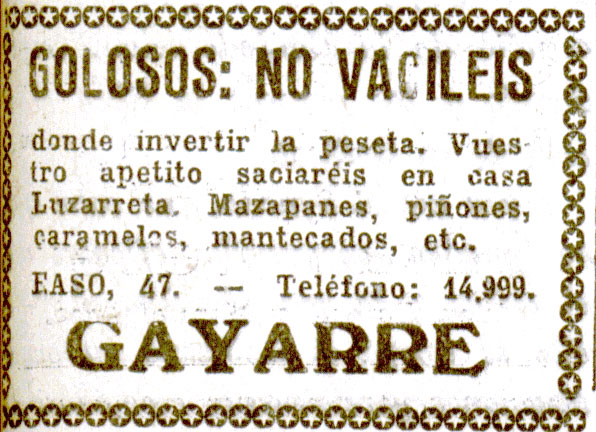 GOLOSOS: NO VACILEIS
donde invertir la peseta. Vues-
tro apetito saciaréis en casa
Luzarreta. Mazapanes, piñones,
caramelos, mantecados, etc.
EASO, 47. — Teléfono: 14.999.
GAYARRE